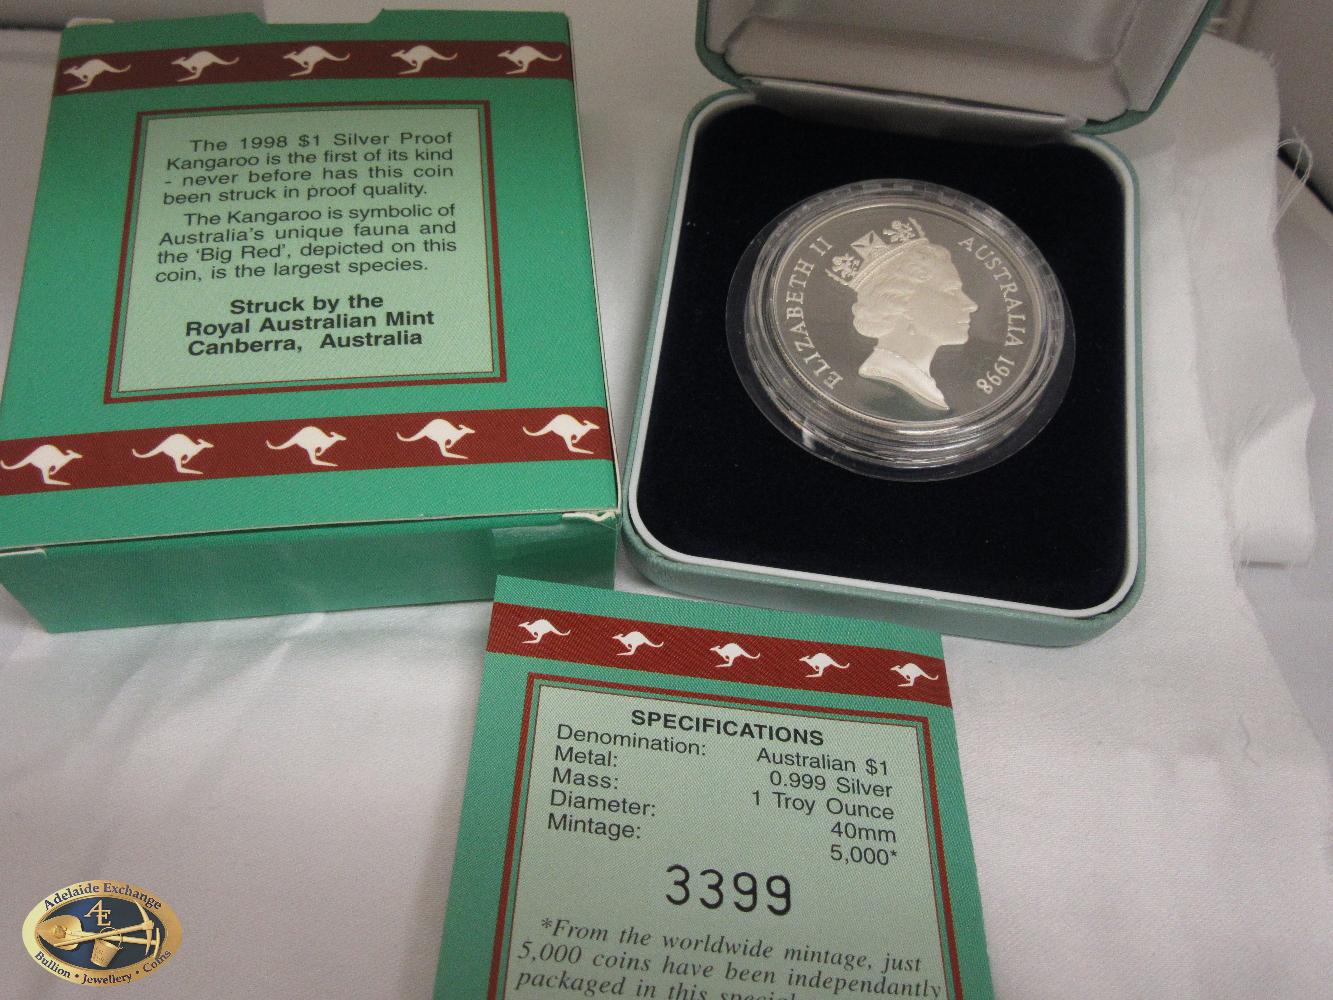 The 1998 $1 Silver Proof
Kangaroo is the first of its kind
- never before has this coin
been struck in proof quality.
The Kangaroo is symbolic of
Australia's unique fauna and
the 'Big Red', depicted on this
coin, is the largest species.
Struck by the
Royal Australian Mint
Canberra, Australia
ELIZABETH II
AUSTRALIA 1998
SPECIFICATIONS
Denomination: Australian $1
Metal: 0.999 Silver
Mass: 1 Troy Ounce
Diameter: 40mm
Mintage: 5,000*
3399
*From the worldwide mintage, just
5,000 coins have been independantly
packaged in this special
Adelaide Exchange
AE
Bullion • Jewellery • Coins